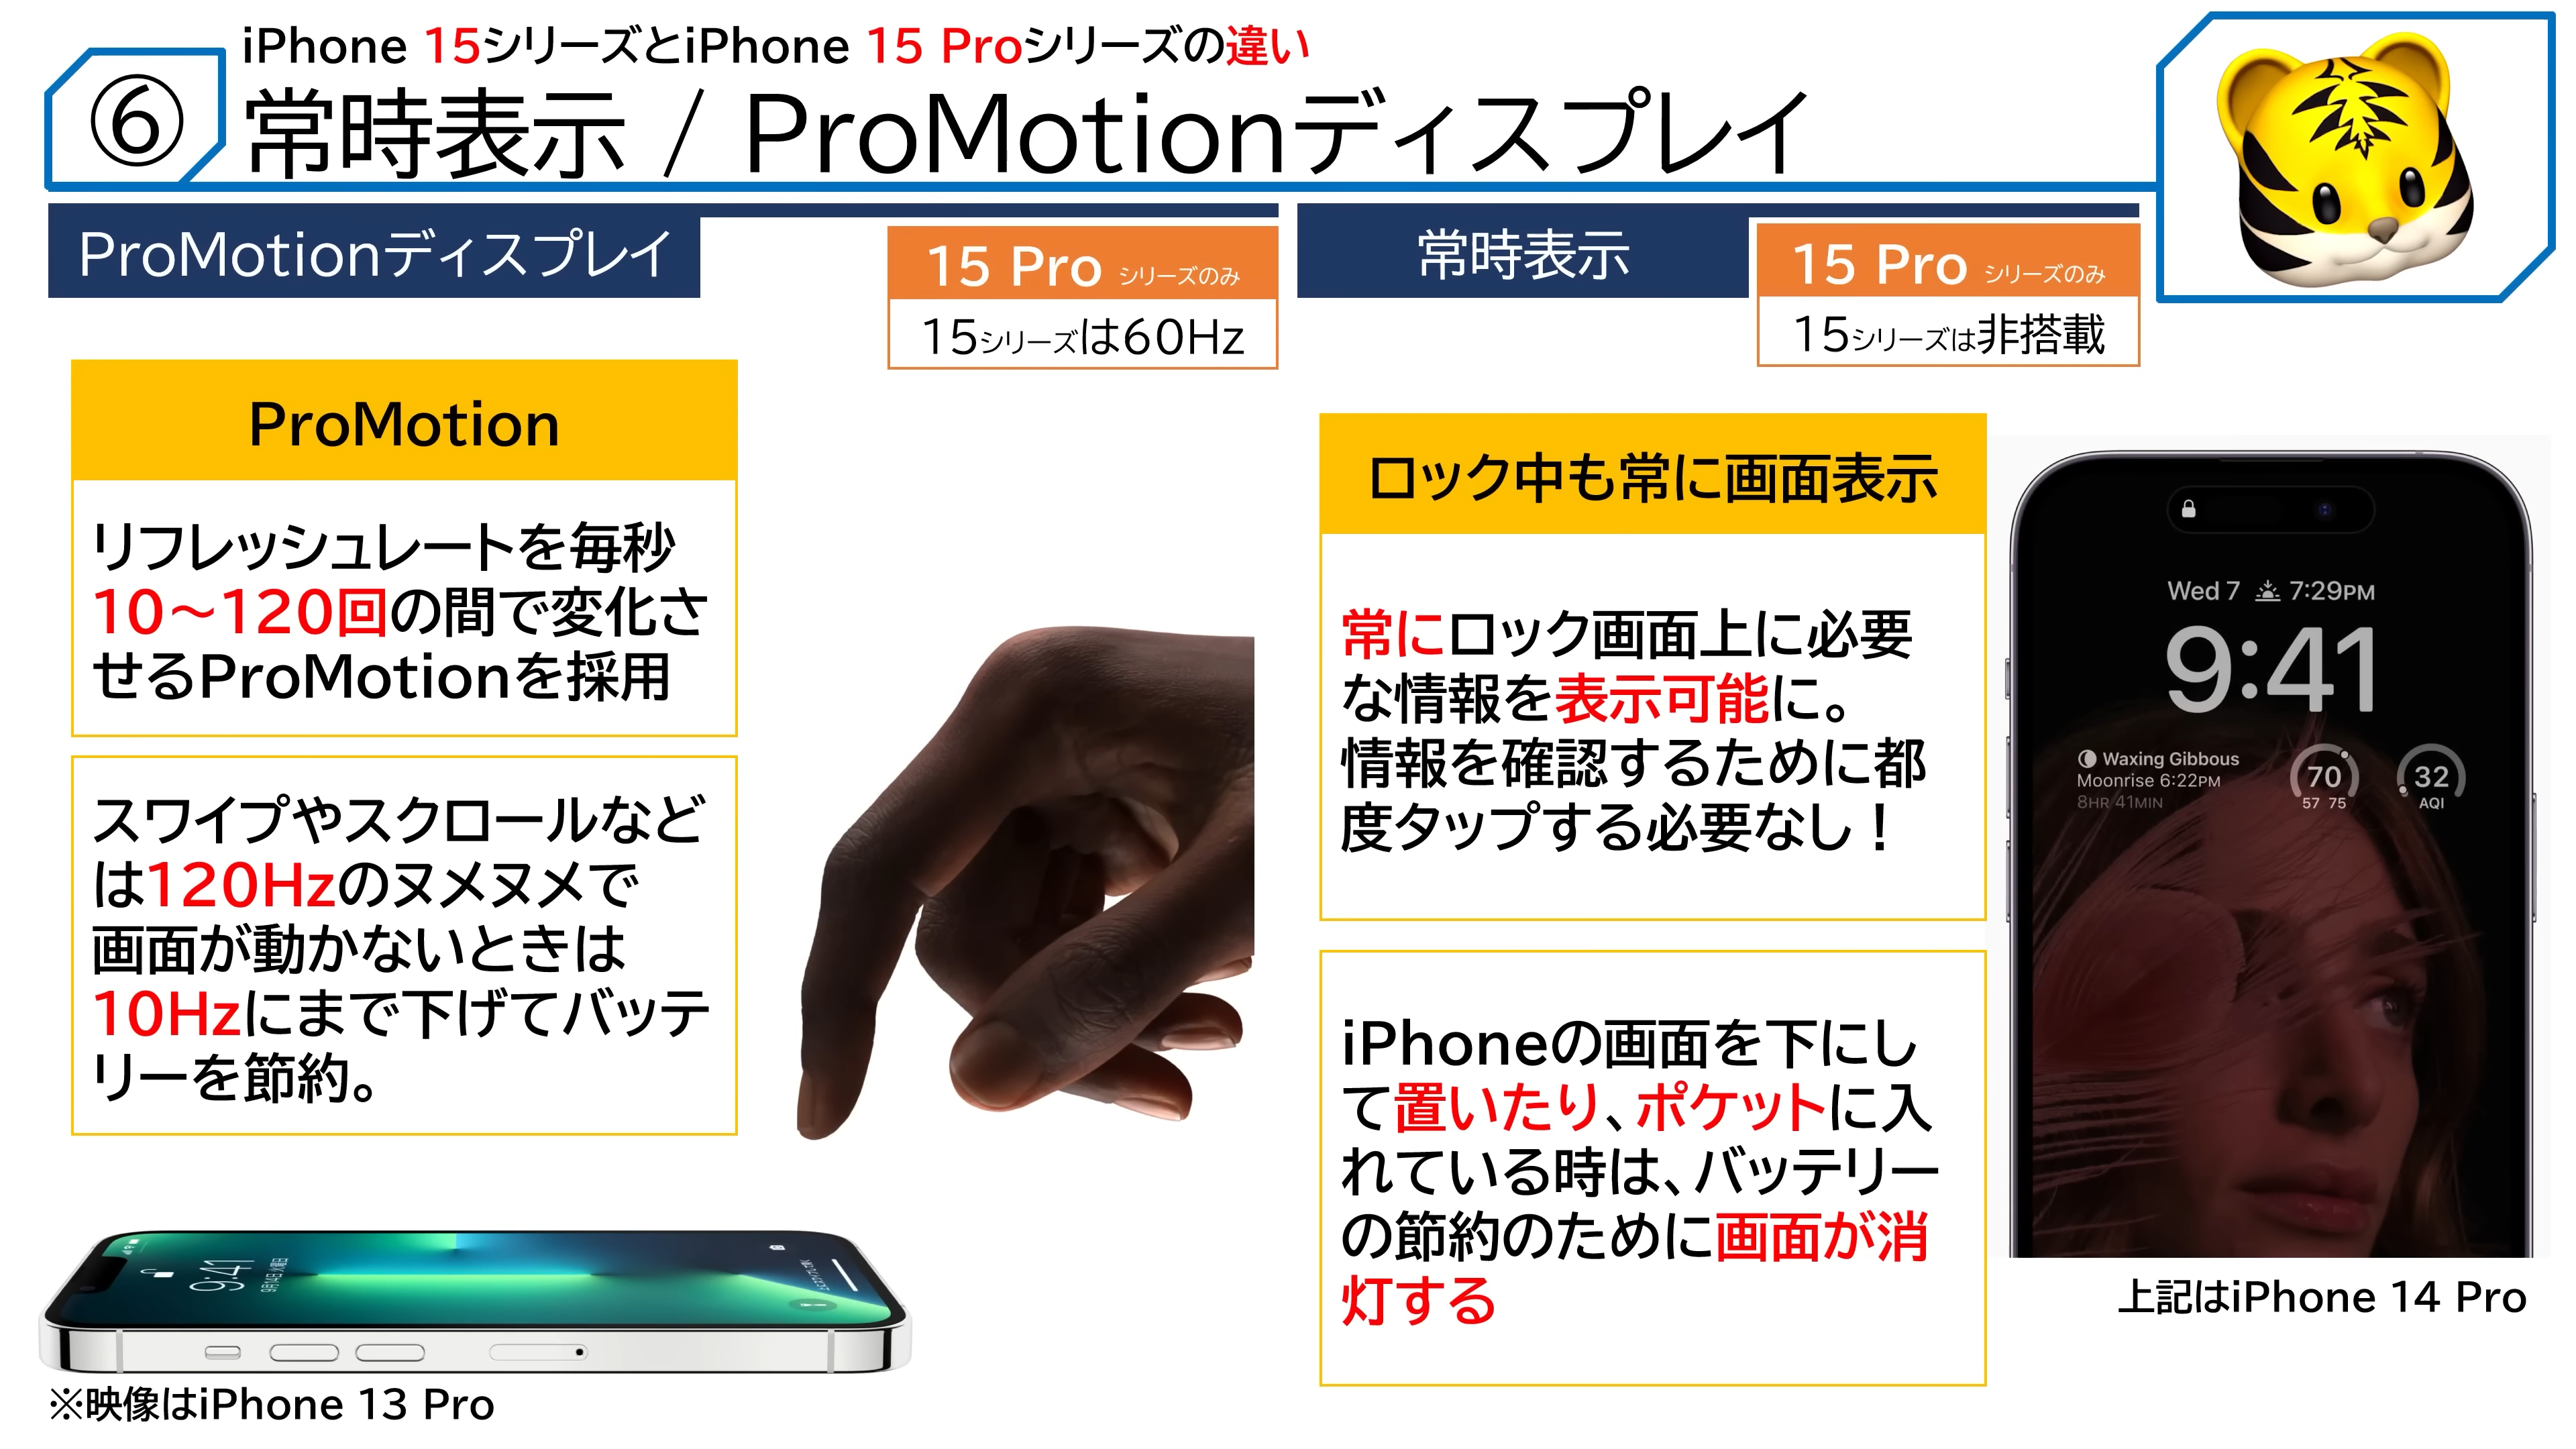 iPhone 15シリーズとiPhone 15 Proシリーズの違い
⑥
常時表示 / ProMotionディスプレイ
ProMotionディスプレイ
15 Pro シリーズのみ
15シリーズは60Hz
ProMotion
リフレッシュレートを毎秒
10～120回の間で変化さ
せるProMotionを採用
スワイプやスクロールなど
は120Hzのヌメヌメで
画面が動かないときは
10Hzにまで下げてバッテ
リーを節約。
9:41
9月14日 火曜日
※映像はiPhone 13 Pro
常時表示
15 Pro シリーズのみ
15シリーズは非搭載
ロック中も常に画面表示
常にロック画面上に必要
な情報を表示可能に。
情報を確認するために都
度タップする必要なし！
iPhoneの画面を下にし
て置いたり、ポケットに入
れている時は、バッテリー
の節約のために画面が消
灯する
Wed 7 7:29PM
9:41
Waxing Gibbous
Moonrise 6:22PM
8HR 41MIN
70
57 75
32
AQI
上記はiPhone 14 Pro